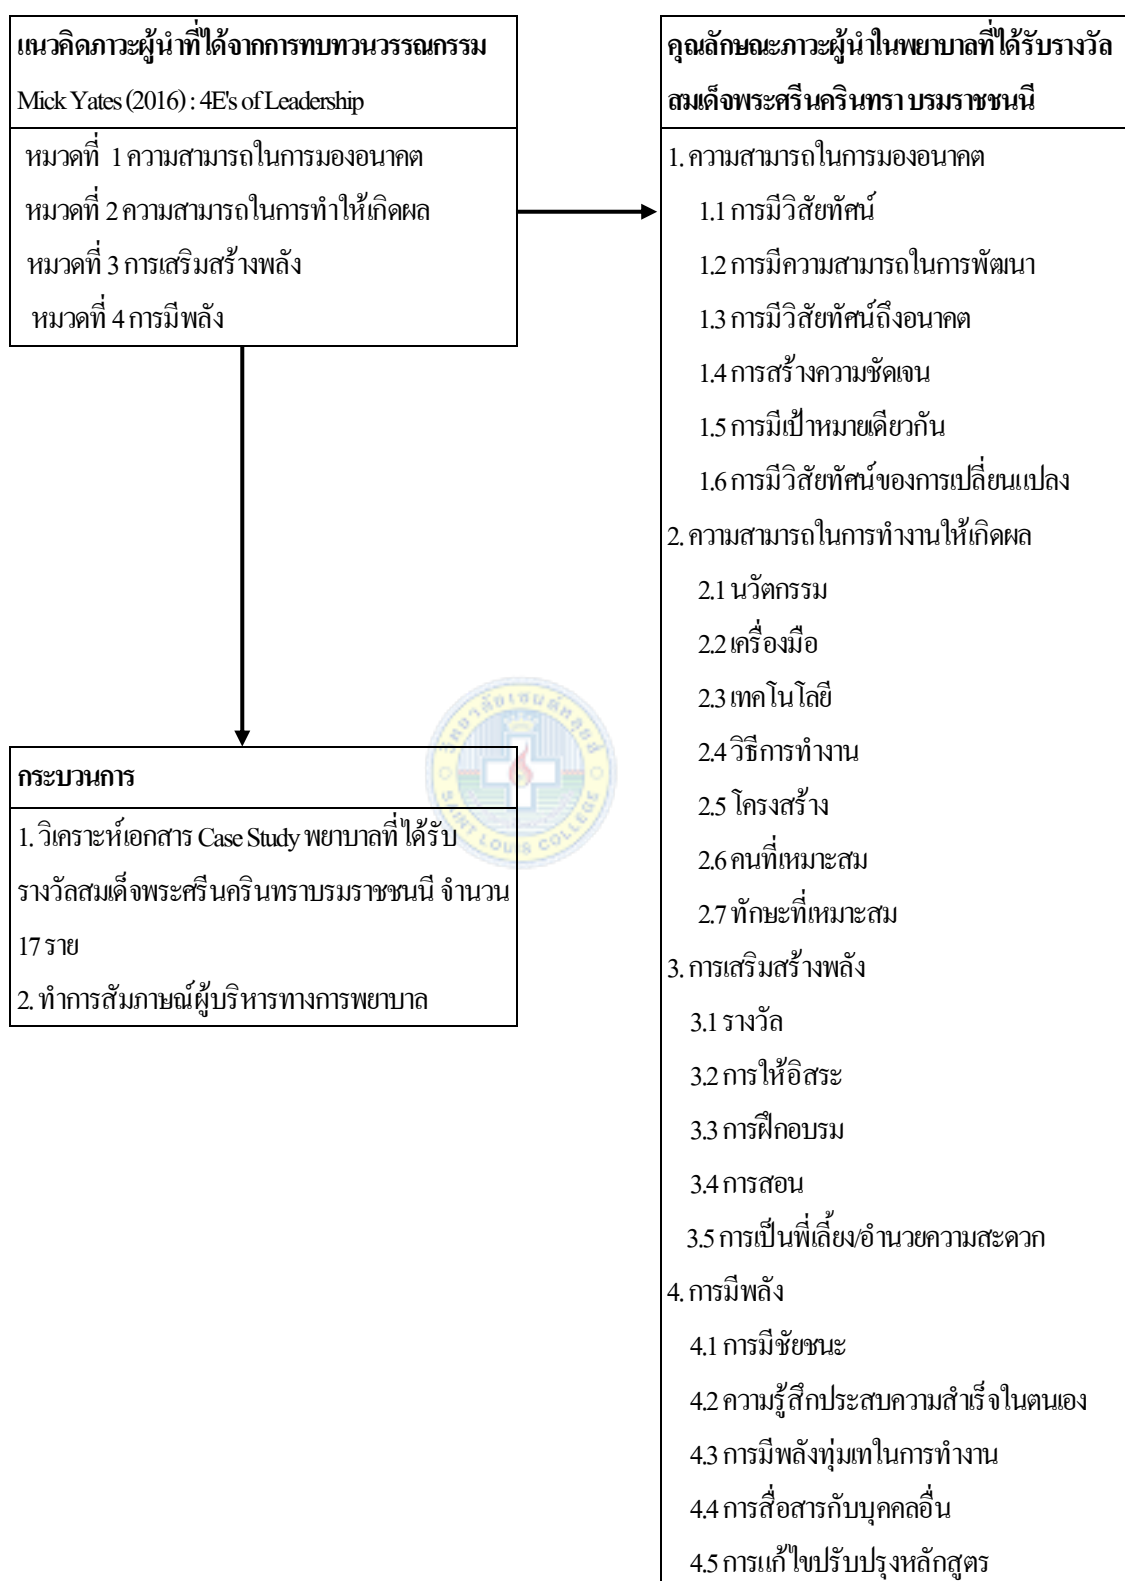 แนวคิดภาวะผู้นำที่ได้จากการทบทวนวรรณกรรม
Mick Yates (2016) : 4E's of Leadership
หมวดที่ 1 ความสามารถในการมองอนาคต
หมวดที่ 2 ความสามารถในการทำให้เกิดผล
หมวดที่ 3 การเสริมสร้างพลัง
หมวดที่ 4 การมีพลัง
กระบวนการ
1. วิเคราะห์เอกสาร Case Study พยาบาลที่ได้รับ
รางวัลสมเด็จพระศรีนครินทราบรมราชชนนี จำนวน
17 ราย
2. ทำการสัมภาษณ์ผู้บริหารทางการพยาบาล
วิทยาลัยเซนต์หลุยส์
SAINT LOUIS COLLEGE
คุณลักษณะภาวะผู้นำในพยาบาลที่ได้รับรางวัล
สมเด็จพระศรีนครินทรา บรมราชชนนี
1. ความสามารถในการมองอนาคต
1.1 การมีวิสัยทัศน์
1.2 การมีความสามารถในการพัฒนา
1.3 การมีวิสัยทัศน์ถึงอนาคต
1.4 การสร้างความชัดเจน
1.5 การมีเป้าหมายเดียวกัน
1.6 การมีวิสัยทัศน์ของการเปลี่ยนแปลง
2. ความสามารถในการทำงานให้เกิดผล
2.1 นวัตกรรม
2.2 เครื่องมือ
2.3 เทคโนโลยี
2.4 วิธีการทำงาน
2.5 โครงสร้าง
2.6 คนที่เหมาะสม
2.7 ทักษะที่เหมาะสม
3. การเสริมสร้างพลัง
3.1 รางวัล
3.2 การให้อิสระ
3.3 การฝึกอบรม
3.4 การสอน
3.5 การเป็นพี่เลี้ยง/อำนวยความสะดวก
4. การมีพลัง
4.1 การมีชัยชนะ
4.2 ความรู้สึกประสบความสำเร็จในตนเอง
4.3 การมีพลังทุ่มเทในการทำงาน
4.4 การสื่อสารกับบุคคลอื่น
4.5 การแก้ไขปรับปรุงหลักสูตร